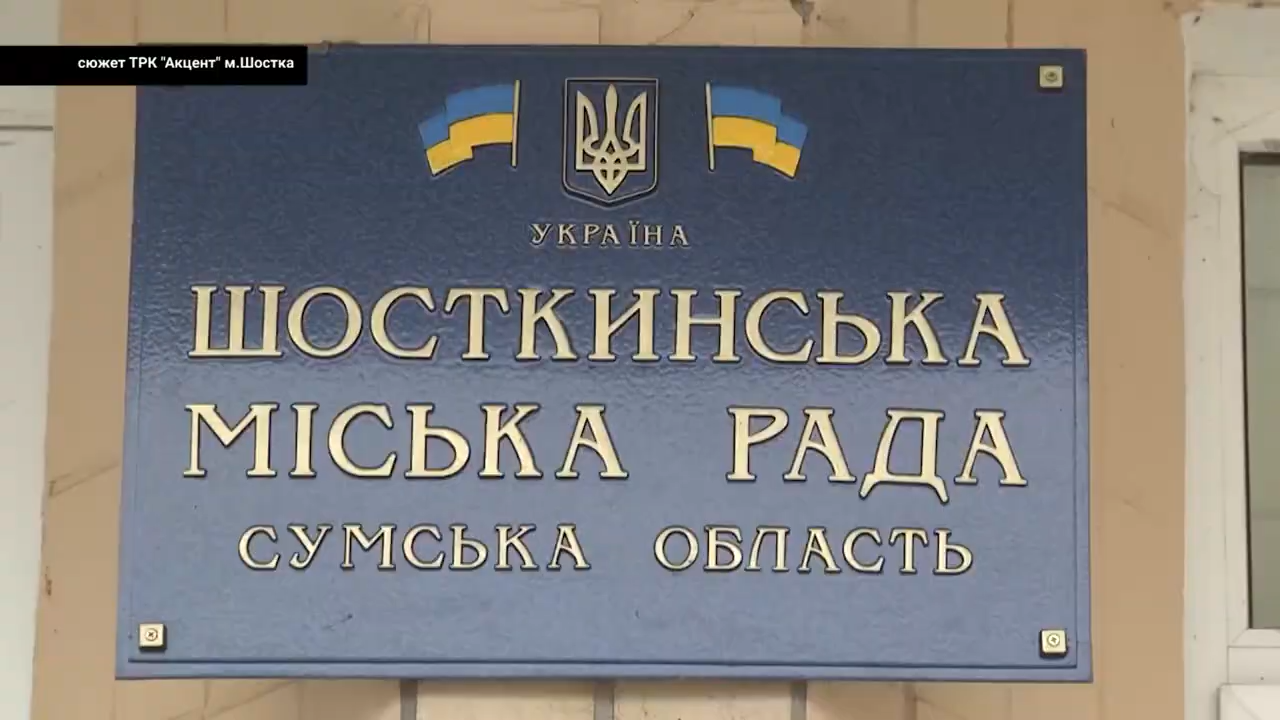 сюжет ТРК "Акцент" м.Шостка
УКРАЇНА
ШОСТКИНСЬКА
МІСЬКА РАДА
СУМСЬКА ОБЛАСТЬ